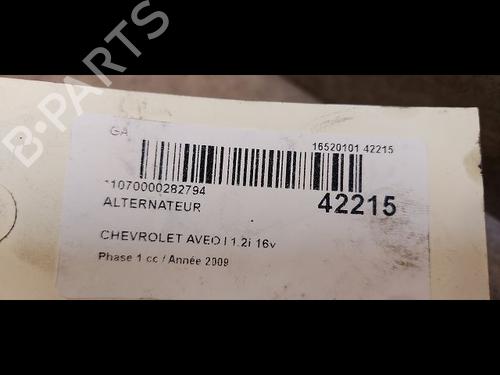 B-PARTS
GA
16520101 42215
11070000282794
42215
ALTERNATEUR
CHEVROLET AVEO I 1.2i 16v
Phase 1 cc / Année 2009